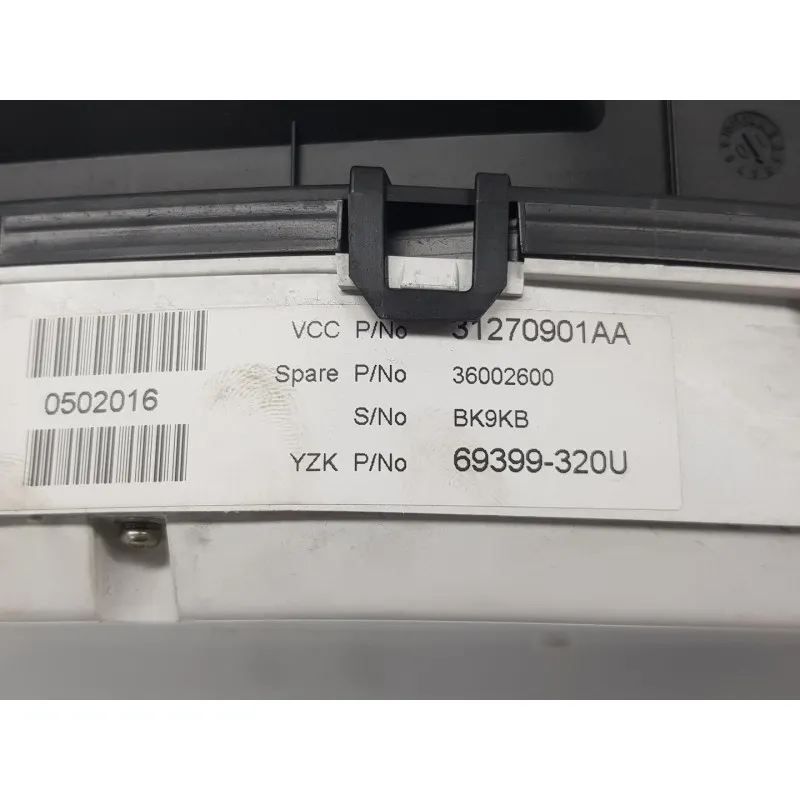 VCC P/No 31270901AA
Spare P/No 36002600
0502016
S/No BK9KB
YZK P/No 69399-320U